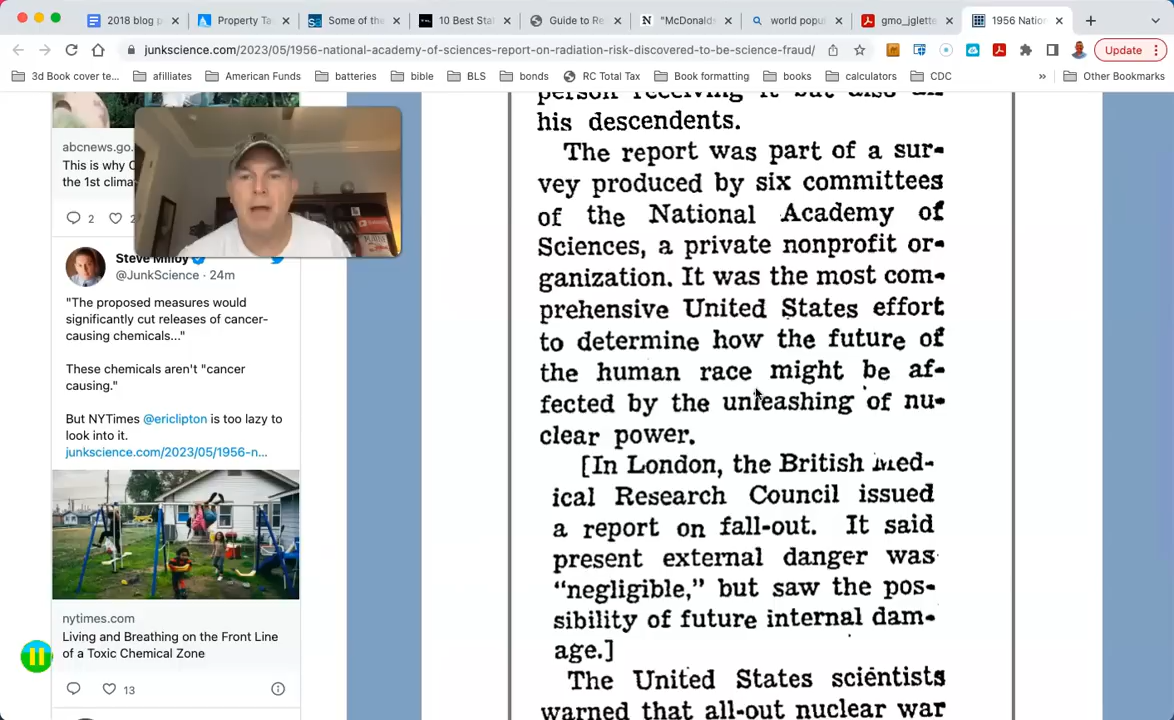 2018 blog p
Property Ta
Some of the
10 Best Sta
Guide to Re
"McDonald
world popu
gmo_jglette
1956 Natio
junkscience.com/2023/05/1956-national-academy-of-sciences-report-on-radiation-risk-discovered-to-be-science-fraud/
Update
3d Book cover te...
afilliates
American Funds
batteries
bible
BLS
bonds
RC Total Tax
Book formatting
books
calculators
CDC
»
Other Bookmarks
abcnews.go.
This is why C
the 1st clima
2
2
Steve Milloy
@JunkScience · 24m
"The proposed measures would
significantly cut releases of cancer-
causing chemicals..."
These chemicals aren't "cancer
causing."
But NYTimes @ericlipton is too lazy to
look into it.
junkscience.com/2023/05/1956-n...
nytimes.com
Living and Breathing on the Front Line
of a Toxic Chemical Zone
13
person receiving it but also all
his descendents.
The report was part of a sur-
vey produced by six committees
of the National Academy of
Sciences, a private nonprofit or-
ganization. It was the most com-
prehensive United States effort
to determine how the future of
the human race might be af-
fected by the unleashing of nu-
clear power.
[In London, the British Med-
ical Research Council issued
a report on fall-out. It said
present external danger was
"negligible," but saw the pos-
sibility of future internal dam-
age.]
The United States scientists
warned that all-out nuclear war